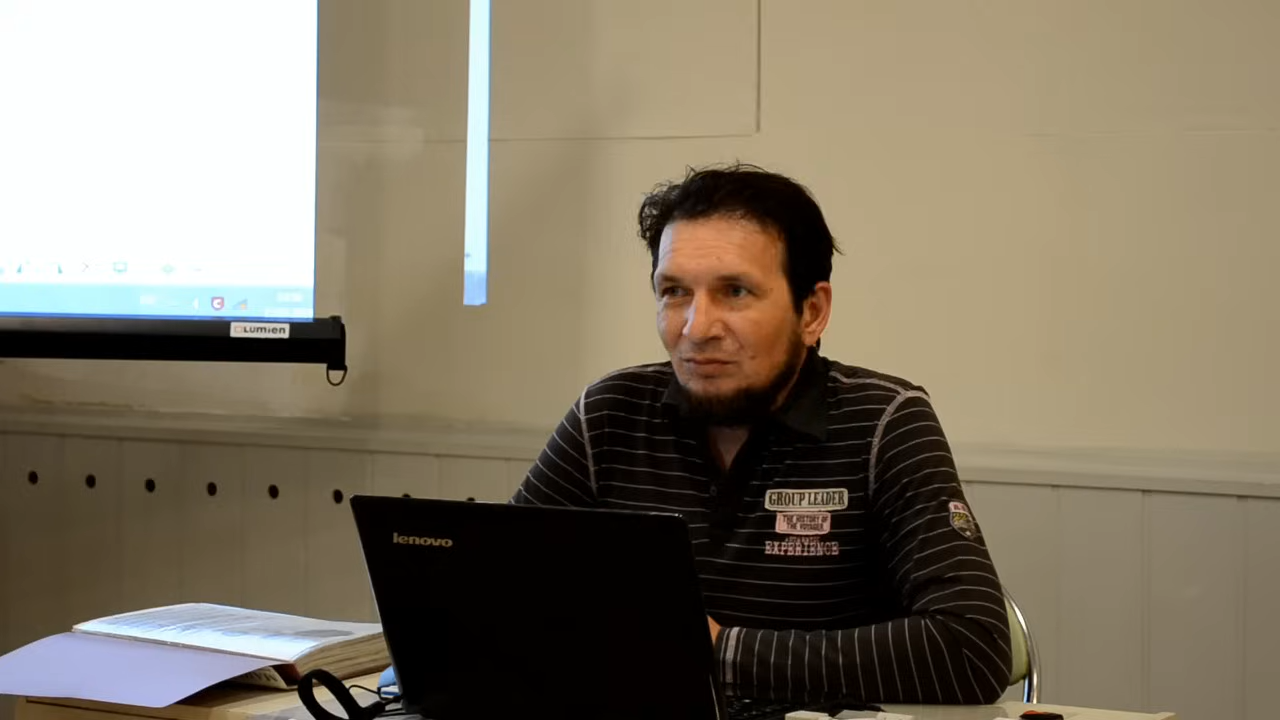 Lumien
lenovo
GROUP LEADER
THE HISTORY OF
THE VOYAGER
EXPERIENCE